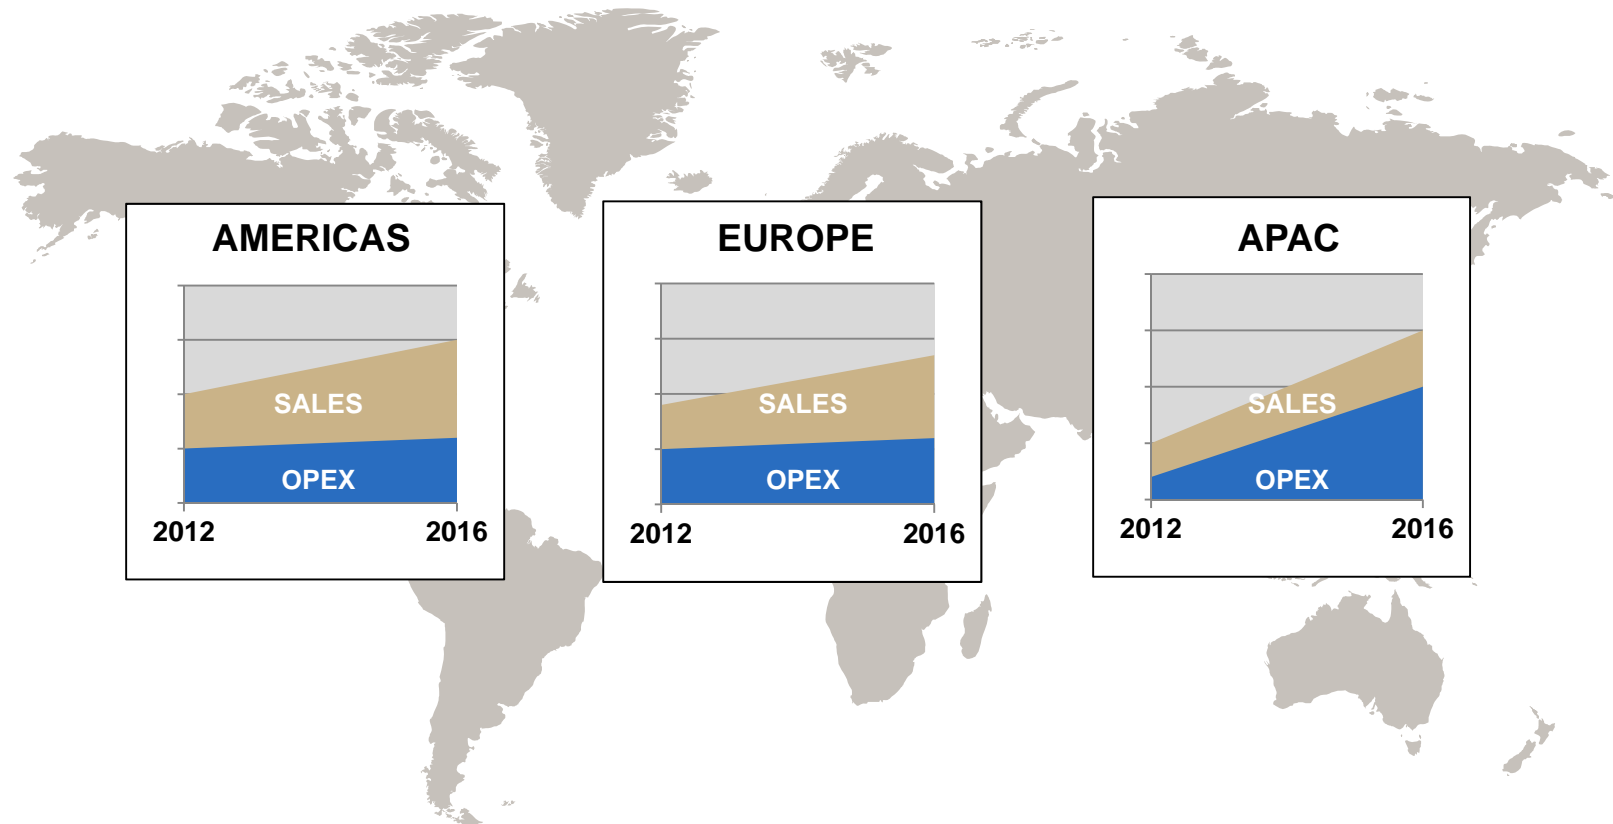 AMERICAS
SALES
OPEX
2012 2016
EUROPE
SALES
OPEX
2012 2016
APAC
SALES
OPEX
2012 2016